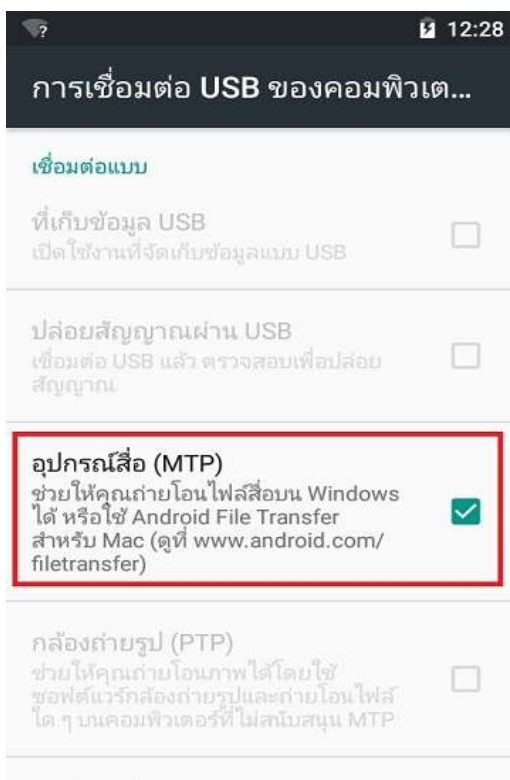 ?
12:28
การเชื่อมต่อ USB ของคอมพิวเต...
เชื่อมต่อแบบ
ที่เก็บข้อมูล USB
เปิดใช้งานที่จัดเก็บข้อมูลแบบ USB
ปล่อยสัญญาณผ่าน USB
เชื่อมต่อ USB แล้ว ตรวจสอบเพื่อปล่อย
สัญญาณ
อุปกรณ์สื่อ (MTP)
ช่วยให้คุณถ่ายโอนไฟล์สื่อบน Windows
ได้ หรือใช้ Android File Transfer
สำหรับ Mac (ดูที่ www.android.com/
filetransfer)
กล้องถ่ายรูป (PTP)
ช่วยให้คุณถ่ายโอนภาพได้โดยใช้
ซอฟต์แวร์กล้องถ่ายรูปและถ่ายโอนไฟล์
ใด ๆ บนคอมพิวเตอร์ที่ไม่สนับสนุน MTP